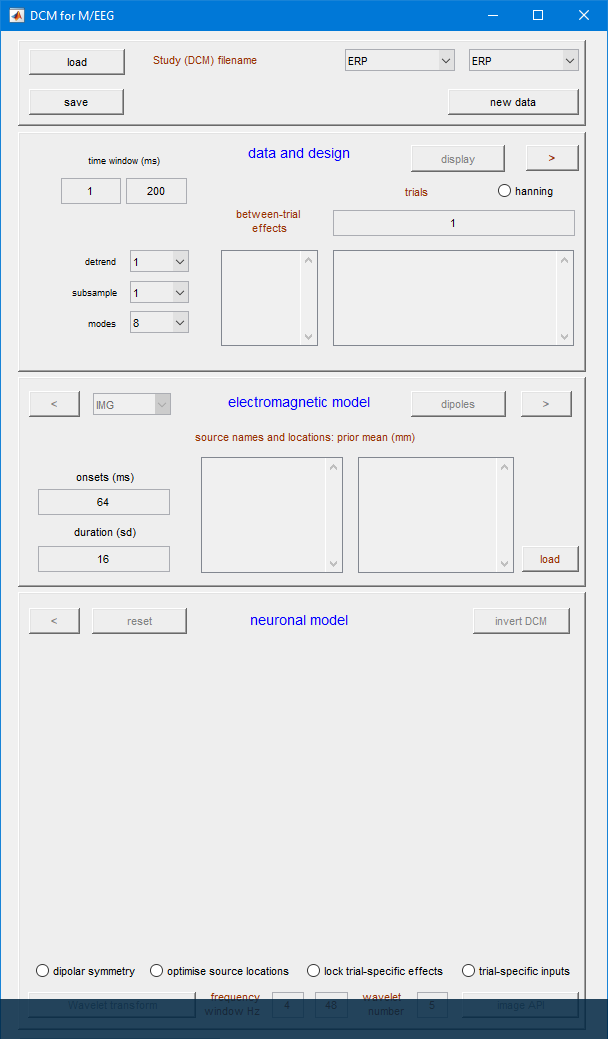 DCM for M/EEG
load
Study (DCM) filename
ERP
ERP
save
new data
time window (ms)
data and design
display
>
1
200
trials
hanning
between-trial
effects
1
detrend
1
subsample
1
modes
8
<
IMG
electromagnetic model
dipoles
>
source names and locations: prior mean (mm)
onsets (ms)
64
duration (sd)
16
load
<
reset
neuronal model
invert DCM
dipolar symmetry
optimise source locations
lock trial-specific effects
trial-specific inputs
Wavelet transform
frequency
window Hz
4
48
wavelet
number
5
image API